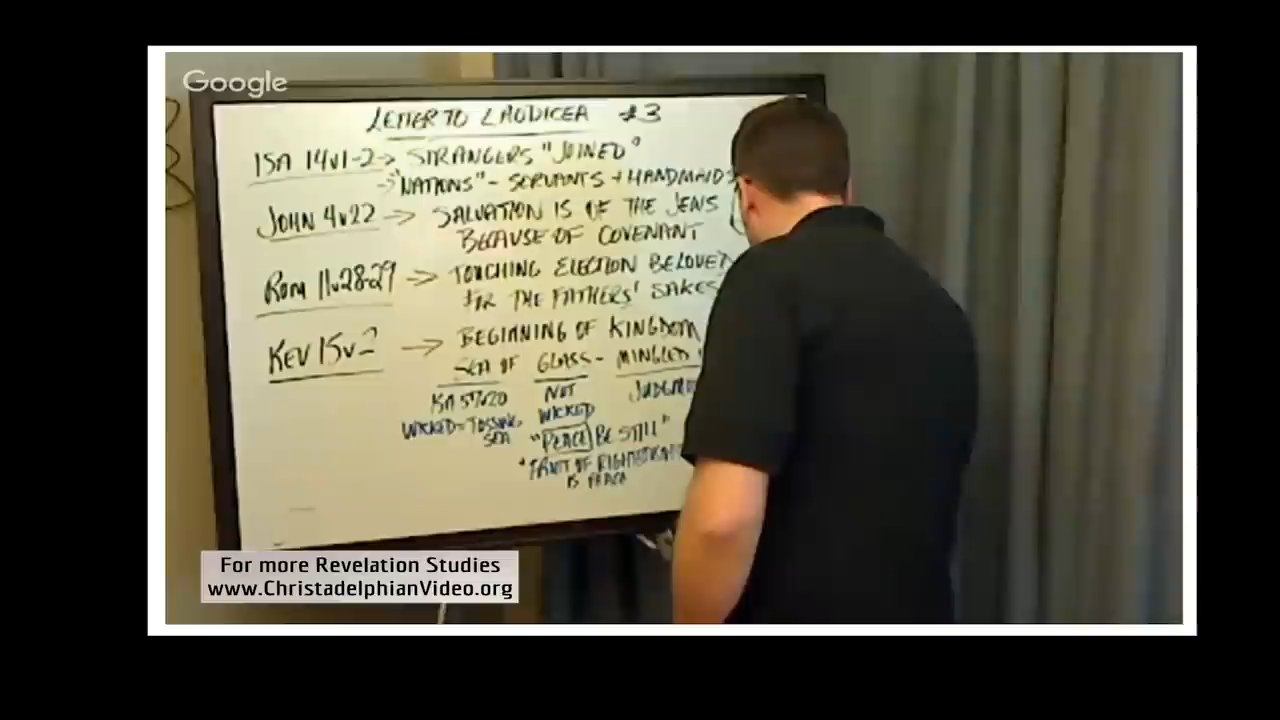 Google
LETTER TO LAODICEA #3
ISA 14v1-2 → STRANGERS "JOINED"
→ "NATIONS" - SERVANTS + HANDMAIDS
JOHN 4v22 → SALVATION IS OF THE JEWS
BECAUSE OF COVENANT
ROM 11v28-29 → TOUCHING ELECTION BELOVED
FOR THE FATHERS' SAKES
REV 15v2 → BEGINNING OF KINGDOM
SEA OF GLASS - MINGLED
ISA 57v20 NOT JUDGM
WICKED = TOSSING WICKED
SEA "PEACE BE STILL"
"FRUIT OF
IS PEACE
For more Revelation Studies
www.ChristadelphianVideo.org